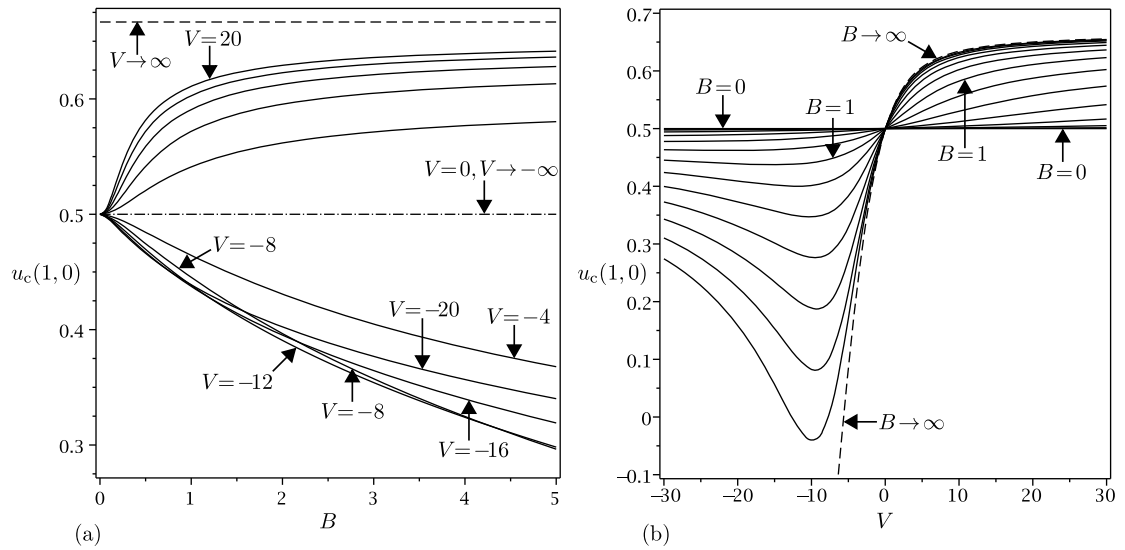 V→∞
V=20
0.6
V=0, V→−∞
0.5
V=−8
u_c(1,0)
V=−20
V=−4
0.4
V=−12
V=−8
V=−16
0.3
0 1 2 3 4 5
B
(a)
(b)
0.7
B→∞
0.6
B=0
B=1
0.5
B=1
B=0
0.4
0.3
u_c(1,0)
0.2
0.1
0
B→∞
−0.1
−30 −20 −10 0 10 20 30
V